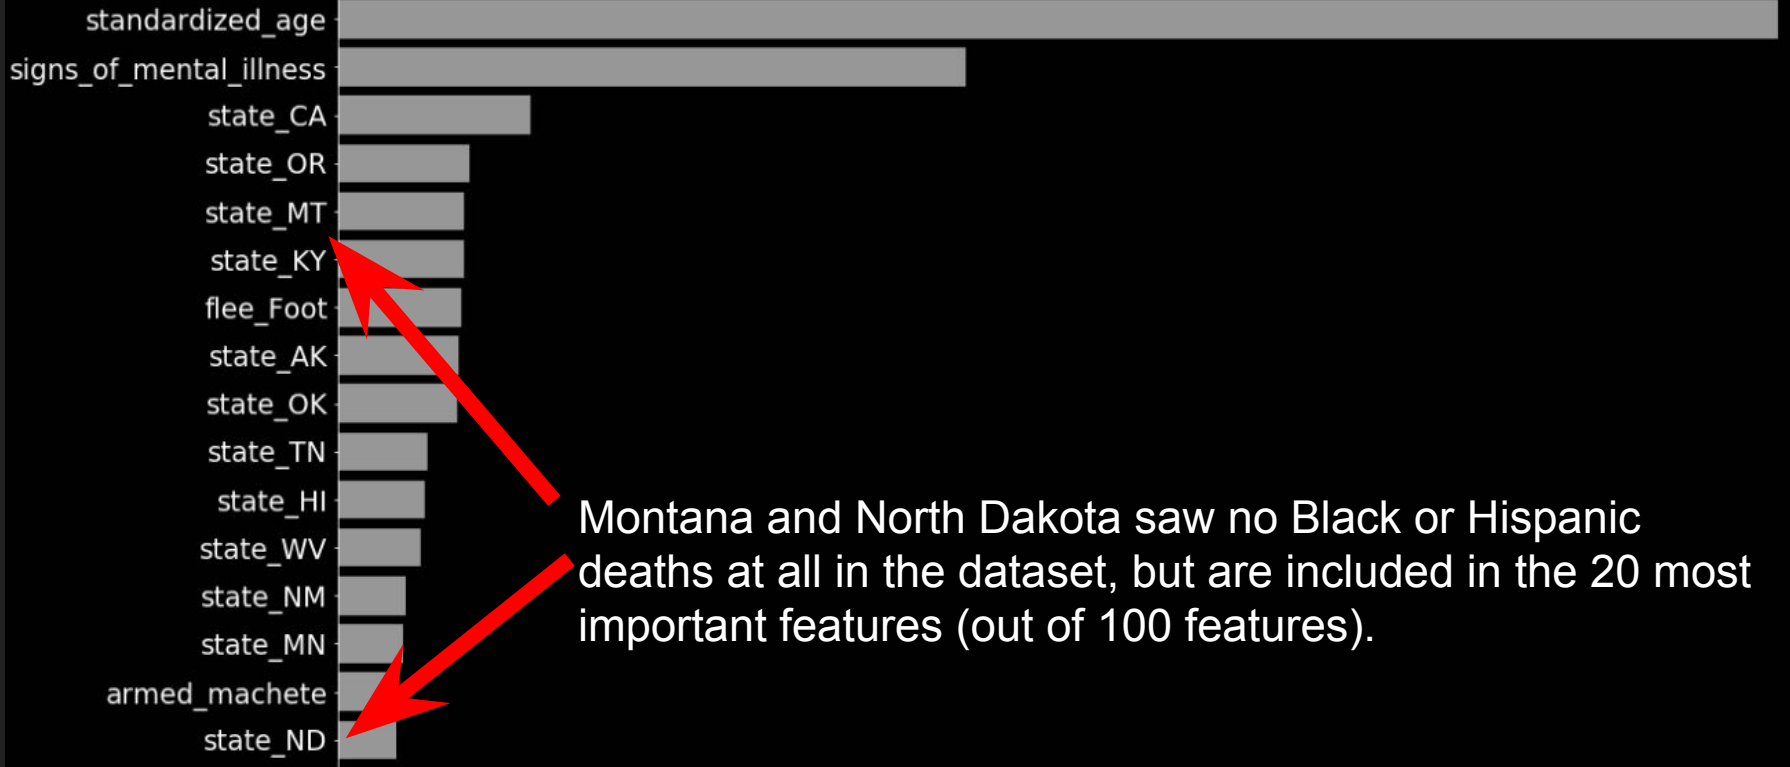 standardized_age
signs_of_mental_illness
state_CA
state_OR
state_MT
state_KY
flee_Foot
state_AK
state_OK
state_TN
state_HI
state_WV
state_NM
state_MN
armed_machete
state_ND
Montana and North Dakota saw no Black or Hispanic
deaths at all in the dataset, but are included in the 20 most
important features (out of 100 features).